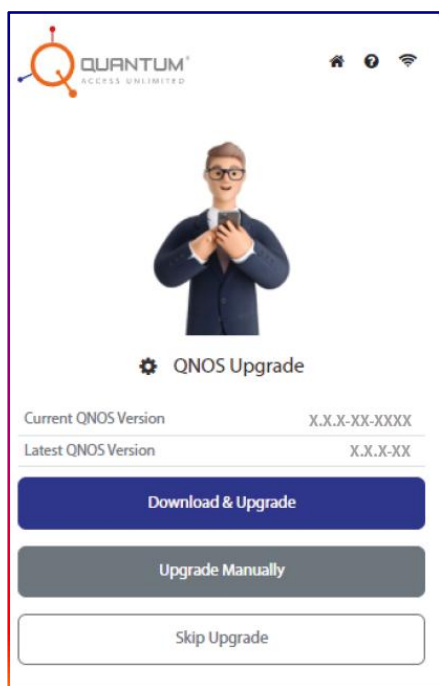 QUANTUM
ACCESS UNLIMITED
QNOS Upgrade
Current QNOS Version X.X.X-XX-XXXX
Latest QNOS Version X.X.X-XX
Download & Upgrade
Upgrade Manually
Skip Upgrade